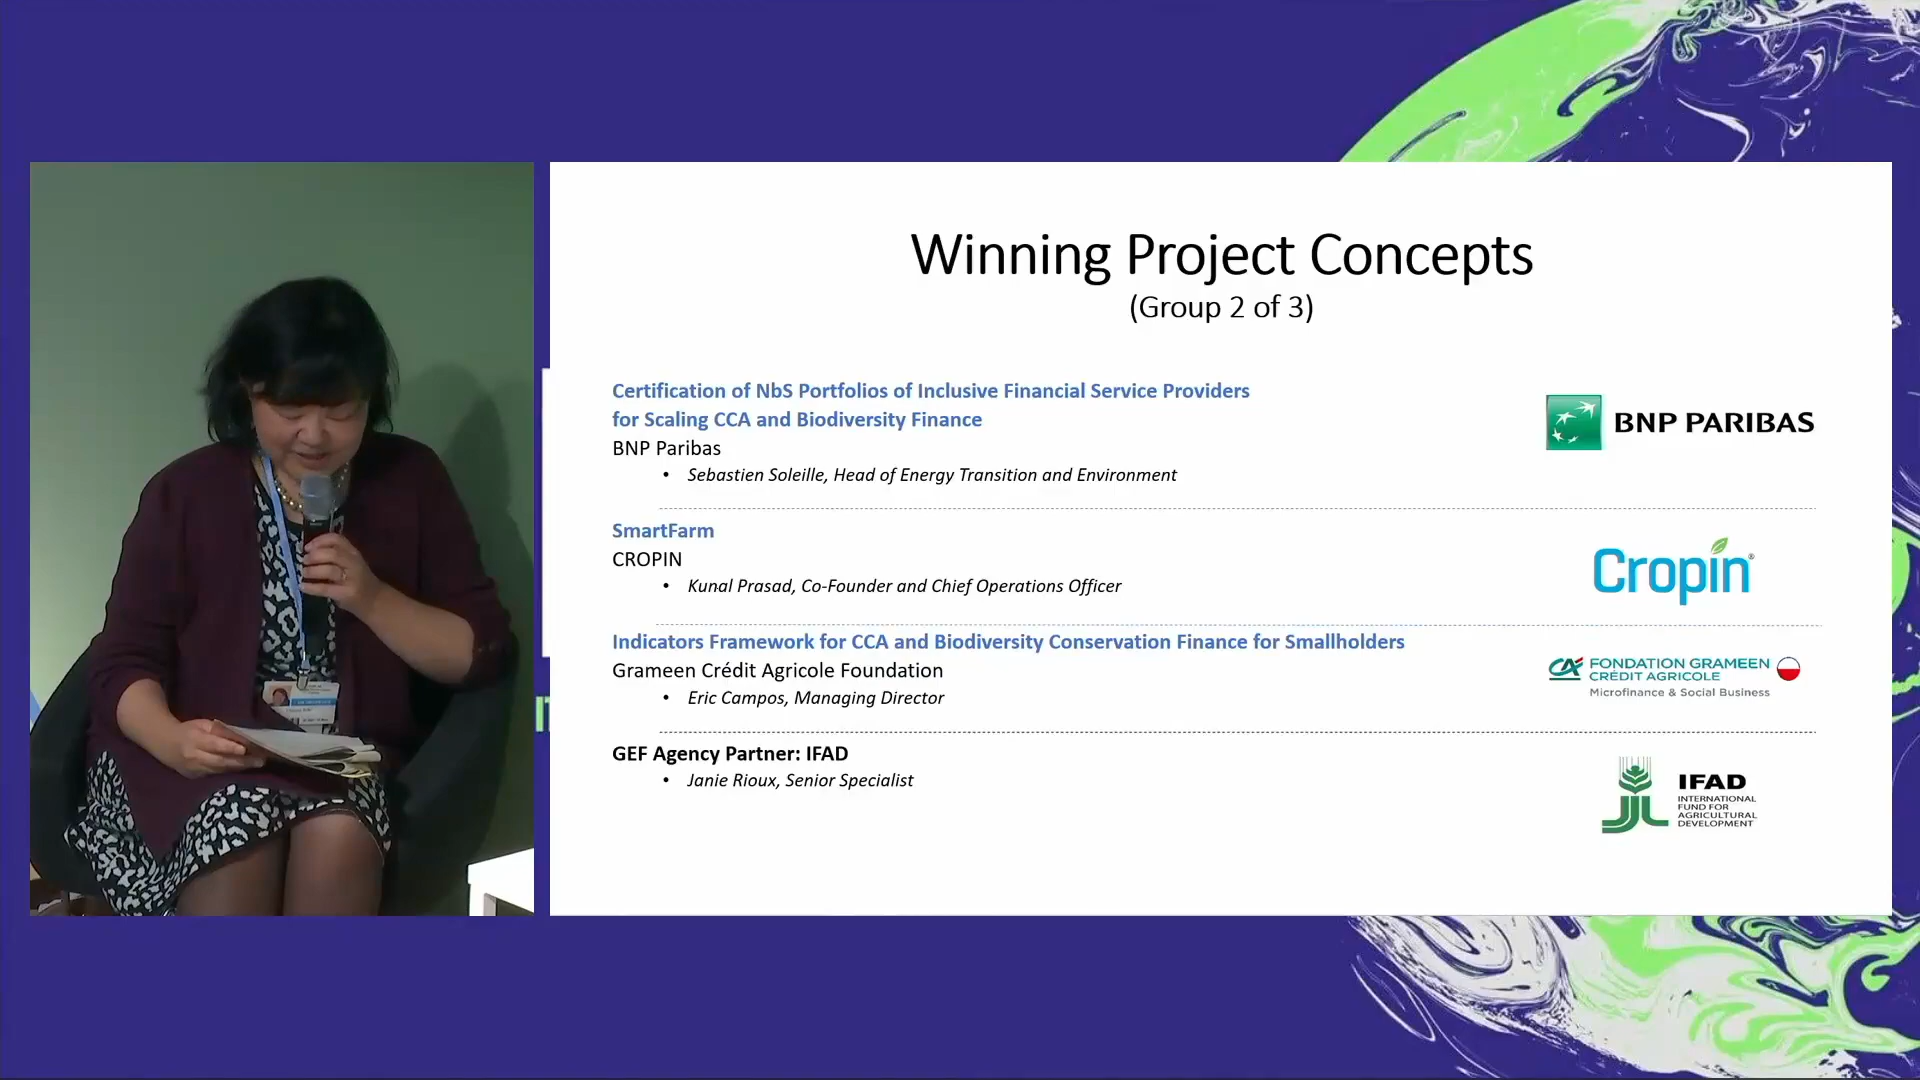 Winning Project Concepts
(Group 2 of 3)
Certification of NbS Portfolios of Inclusive Financial Service Providers
for Scaling CCA and Biodiversity Finance
BNP Paribas
• Sebastien Soleille, Head of Energy Transition and Environment
BNP PARIBAS
SmartFarm
CROPIN
• Kunal Prasad, Co-Founder and Chief Operations Officer
Cropin®
Indicators Framework for CCA and Biodiversity Conservation Finance for Smallholders
Grameen Crédit Agricole Foundation
• Eric Campos, Managing Director
CA FONDATION GRAMEEN
CRÉDIT AGRICOLE
Microfinance & Social Business
GEF Agency Partner: IFAD
• Janie Rioux, Senior Specialist
IFAD
INTERNATIONAL
FUND FOR
AGRICULTURAL
DEVELOPMENT